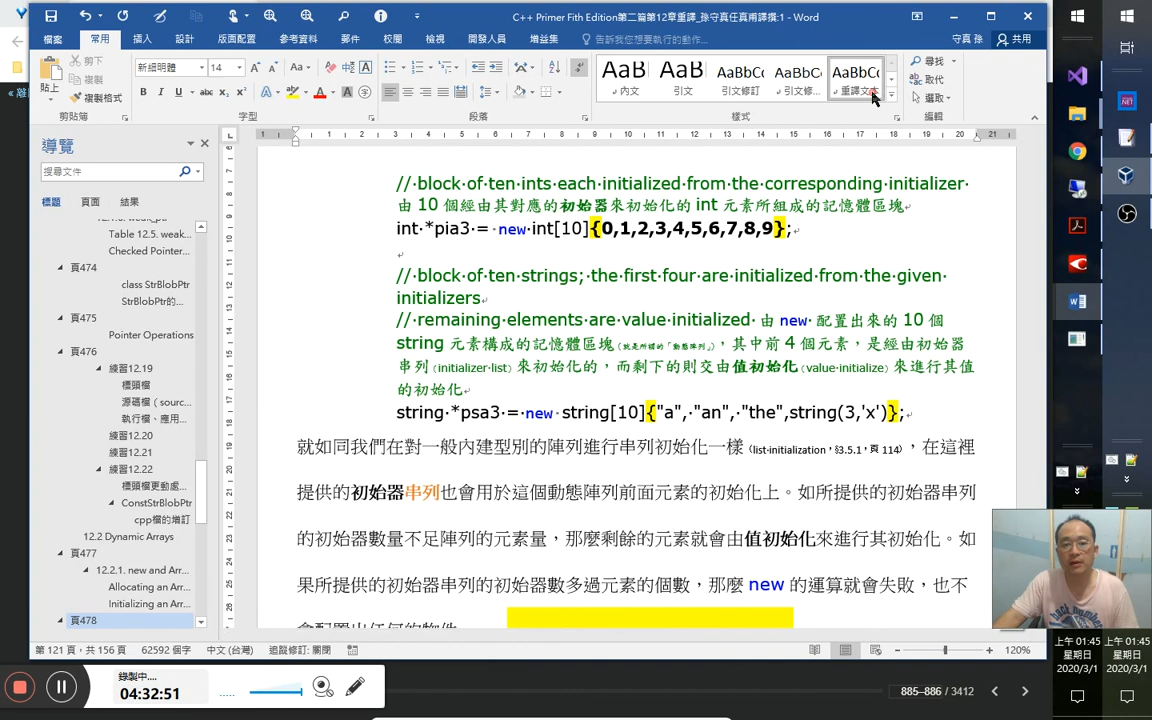 C++ Primer Fith Edition第二篇第12章重譯_孫守真任真甫譯撰:1 - Word
檔案 常用 插入 設計 版面配置 參考資料 郵件 校閱 檢視 開發人員 增益集 告訴我您想要執行的動作... 守真 孫 共用
貼上 剪下 複製 複製格式
新細明體 14
AaB AaB AaBbCc AaBbCc AaBbCc
內文 引文 引文修訂 引文修... 重譯文本
尋找 取代 選取
剪貼簿 字型 段落 樣式 編輯
導覽
搜尋文件
標題 頁面 結果
Table 12.5. weak...
Checked Pointer...
頁474
class StrBlobPtr
StrBlobPtr的...
頁475
Pointer Operations
頁476
練習12.19
標頭檔
源碼檔（sourc...
執行檔、應用...
練習12.20
練習12.21
練習12.22
標頭檔更動處...
ConstStrBlobPtr
cpp檔的增訂
12.2 Dynamic Arrays
頁477
12.2.1. new and Arr...
Allocating an Arr...
Initializing an Arr...
頁478
// block of ten ints each initialized from the corresponding initializer
由 10 個經由其對應的初始器來初始化的 int 元素所組成的記憶體區塊
int *pia3 = new int[10]{0,1,2,3,4,5,6,7,8,9};
// block of ten strings; the first four are initialized from the given
initializers
// remaining elements are value initialized 由 new 配置出來的 10 個
string 元素構成的記憶體區塊（就是所謂的「動態陣列」），其中前 4 個元素，是經由初始器
串列（initializer list）來初始化的，而剩下的則交由值初始化（value initialize）來進行其值
的初始化
string *psa3 = new string[10]{"a", "an", "the",string(3,'x')};
就如同我們在對一般內建型別的陣列進行串列初始化一樣（list-initialization，§3.5.1，頁 114），在這裡
提供的初始器串列也會用於這個動態陣列前面元素的初始化上。如所提供的初始器串列
的初始器數量不足陣列的元素量，那麼剩餘的元素就會由值初始化來進行其初始化。如
果所提供的初始器串列的初始器數多過元素的個數，那麼 new 的運算就會失敗，也不
會配置出任何的物件
第 121 頁，共 156 頁 62592 個字 中文 (台灣) 追蹤修訂: 關閉 120%
錄製中....
04:32:51
885–886 / 3412
上午 01:45 上午 01:45
星期日 星期日
2020/3/1 2020/3/1